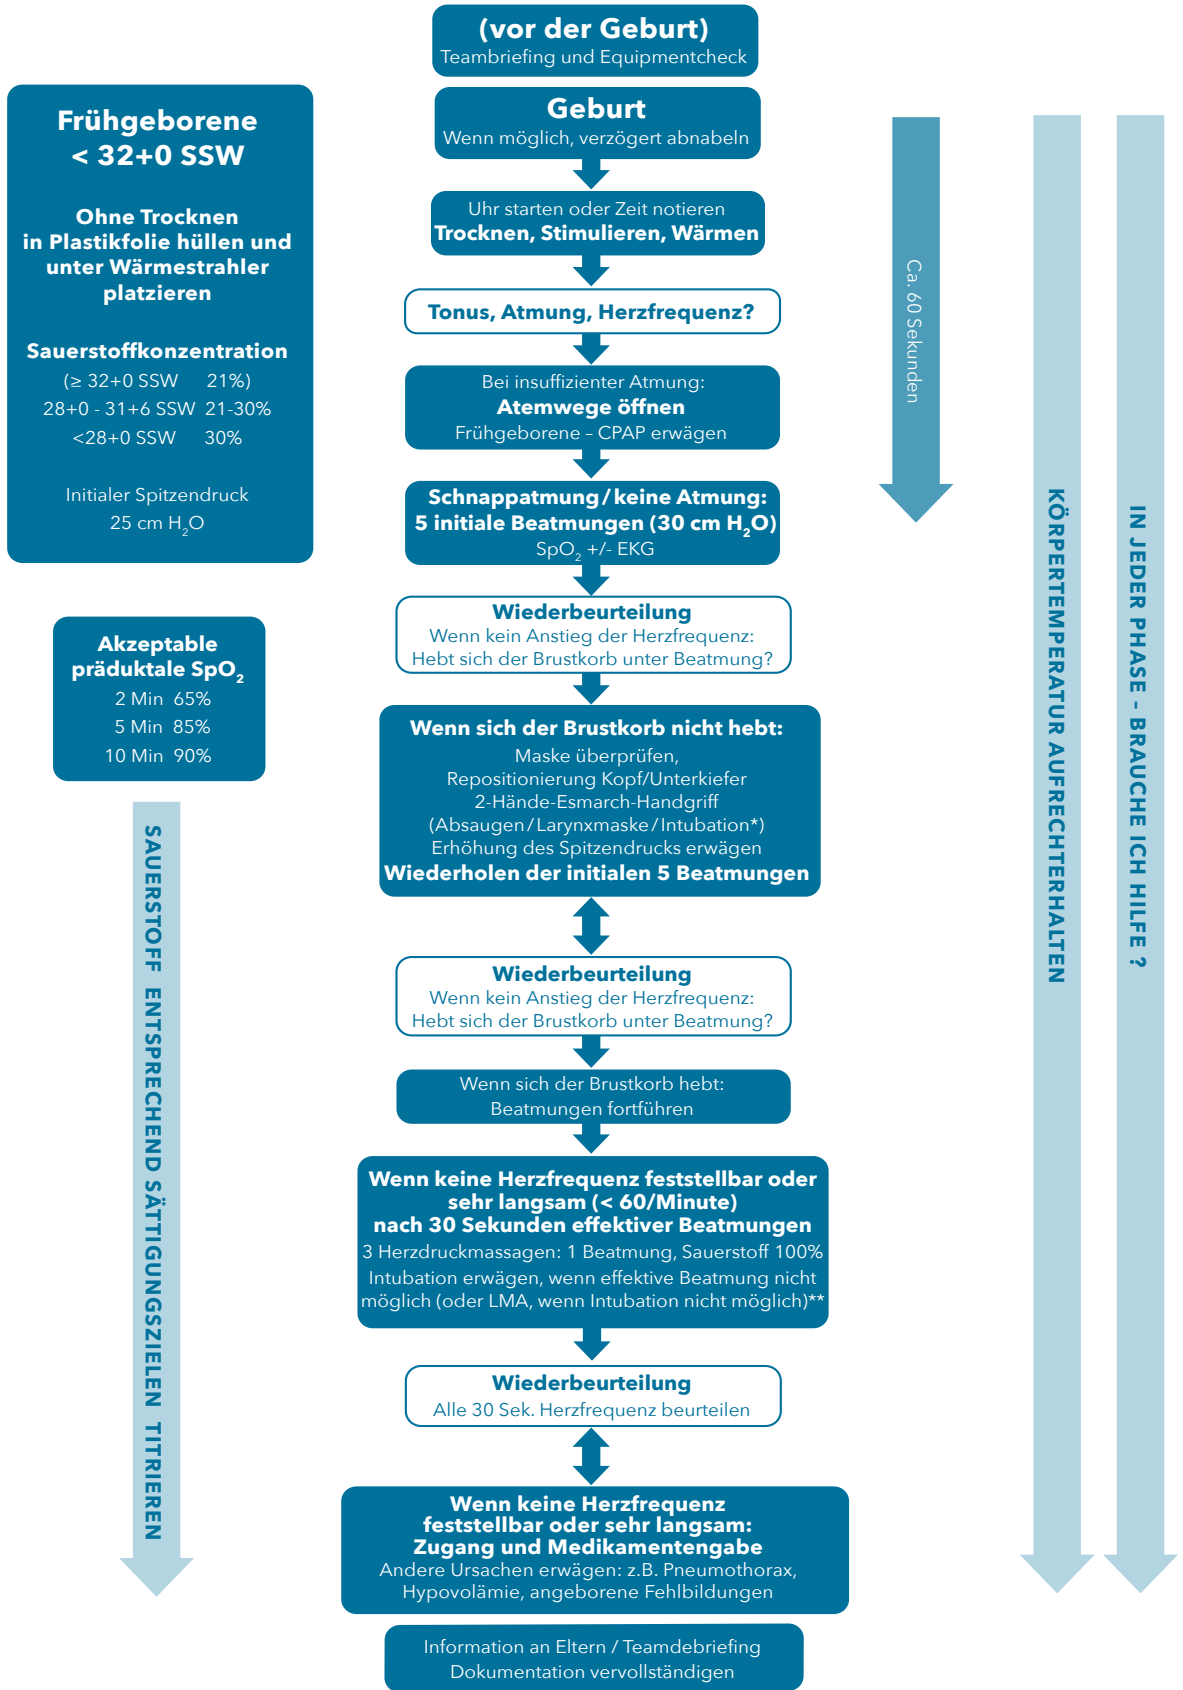 (vor der Geburt)
Teambriefing und Equipmentcheck
Geburt
Wenn möglich, verzögert abnabeln
Uhr starten oder Zeit notieren
Trocknen, Stimulieren, Wärmen
Tonus, Atmung, Herzfrequenz?
Bei insuffizienter Atmung:
Atemwege öffnen
Frühgeborene – CPAP erwägen
Schnappatmung / keine Atmung:
5 initiale Beatmungen (30 cm H₂O)
SpO₂ +/- EKG
Wiederbeurteilung
Wenn kein Anstieg der Herzfrequenz:
Hebt sich der Brustkorb unter Beatmung?
Wenn sich der Brustkorb nicht hebt:
Maske überprüfen,
Repositionierung Kopf/Unterkiefer
2-Hände-Esmarch-Handgriff
(Absaugen / Larynxmaske / Intubation*)
Erhöhung des Spitzendrucks erwägen
Wiederholen der initialen 5 Beatmungen
Wiederbeurteilung
Wenn kein Anstieg der Herzfrequenz:
Hebt sich der Brustkorb unter Beatmung?
Wenn sich der Brustkorb hebt:
Beatmungen fortführen
Wenn keine Herzfrequenz feststellbar oder
sehr langsam (< 60/Minute)
nach 30 Sekunden effektiver Beatmungen
3 Herzdruckmassagen: 1 Beatmung, Sauerstoff 100%
Intubation erwägen, wenn effektive Beatmung nicht
möglich (oder LMA, wenn Intubation nicht möglich)**
Wiederbeurteilung
Alle 30 Sek. Herzfrequenz beurteilen
Wenn keine Herzfrequenz
feststellbar oder sehr langsam:
Zugang und Medikamentengabe
Andere Ursachen erwägen: z.B. Pneumothorax,
Hypovolämie, angeborene Fehlbildungen
Information an Eltern / Teamdebriefing
Dokumentation vervollständigen
Frühgeborene
< 32+0 SSW
Ohne Trocknen
in Plastikfolie hüllen und
unter Wärmestrahler
platzieren
Sauerstoffkonzentration
(≥ 32+0 SSW 21%)
28+0 - 31+6 SSW 21-30%
<28+0 SSW 30%
Initialer Spitzendruck
25 cm H₂O
Akzeptable
präduktale SpO₂
2 Min 65%
5 Min 85%
10 Min 90%
SAUERSTOFF ENTSPRECHEND SÄTTIGUNGSZIELEN TITRIEREN
Ca. 60 Sekunden
KÖRPERTEMPERATUR AUFRECHTERHALTEN
IN JEDER PHASE – BRAUCHE ICH HILFE ?